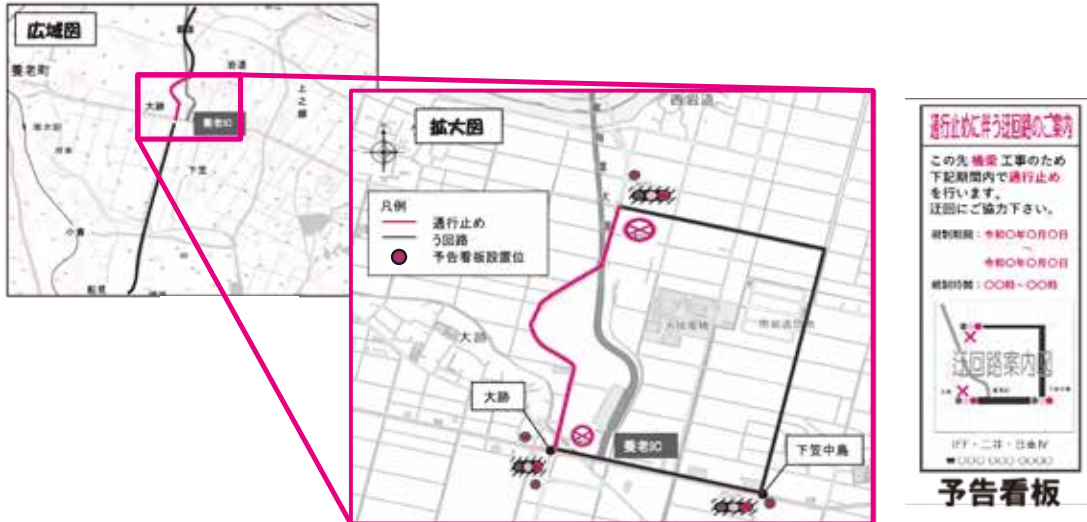 広域図
養老町
大跡
養老IC
下笠
小倉
拡大図
凡例
通行止め
う回路
予告看板設置位
大跡
大跡
養老IC
下笠中島
通行止めに伴う迂回路のご案内
この先 橋梁 工事のため
下記期間内で通行止め
を行います。
迂回にご協力下さい。
規制期間：令和〇年〇月〇日
～
令和〇年〇月〇日
規制時間：〇〇時～〇〇時
迂回路案内図
☎〇〇〇 〇〇〇 〇〇〇〇
予告看板